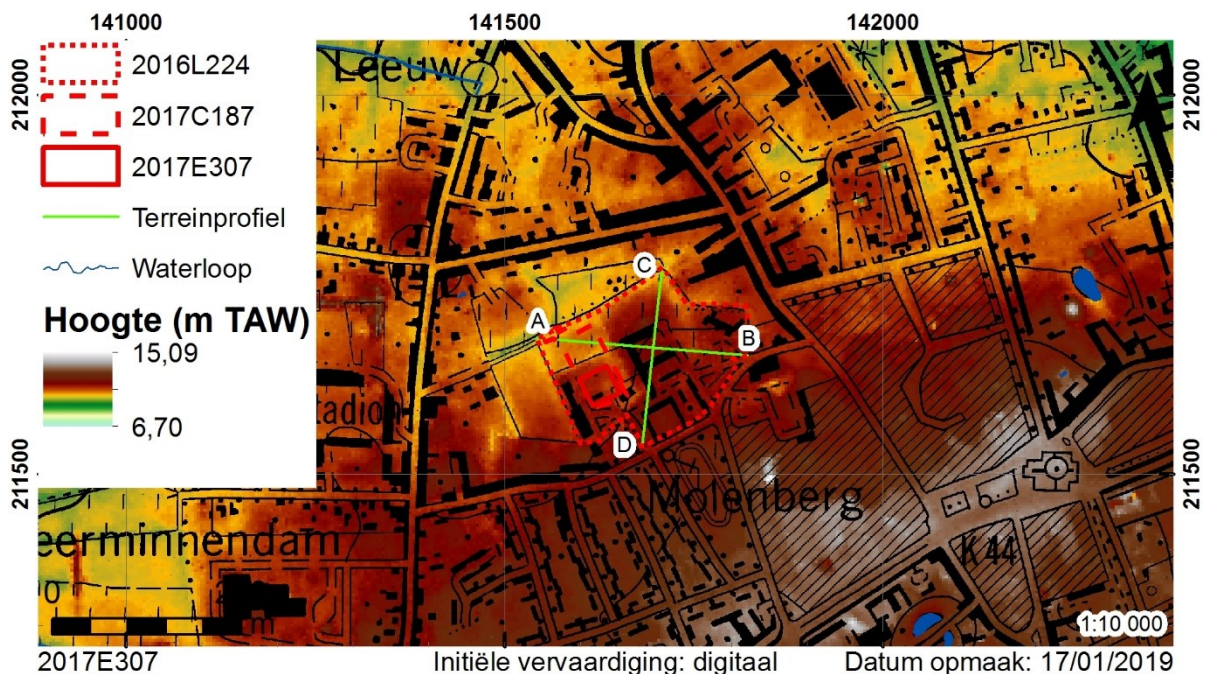 141000
141500
142000
212000
211500
212000
211500
2016L224
2017C187
2017E307
Terreinprofiel
Waterloop
Hoogte (m TAW)
15,09
6,70
Leeuw
C
A
B
D
tadion
Molenberg
eerminnendam
K 44
m
1:10 000
2017E307
Initiële vervaardiging: digitaal
Datum opmaak: 17/01/2019